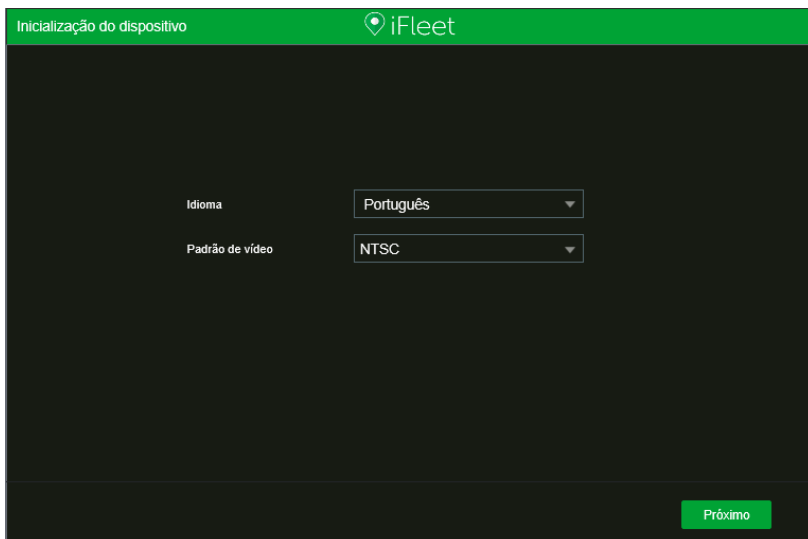 Inicialização do dispositivo
iFleet
Idioma
Português
Padrão de vídeo
NTSC
Próximo